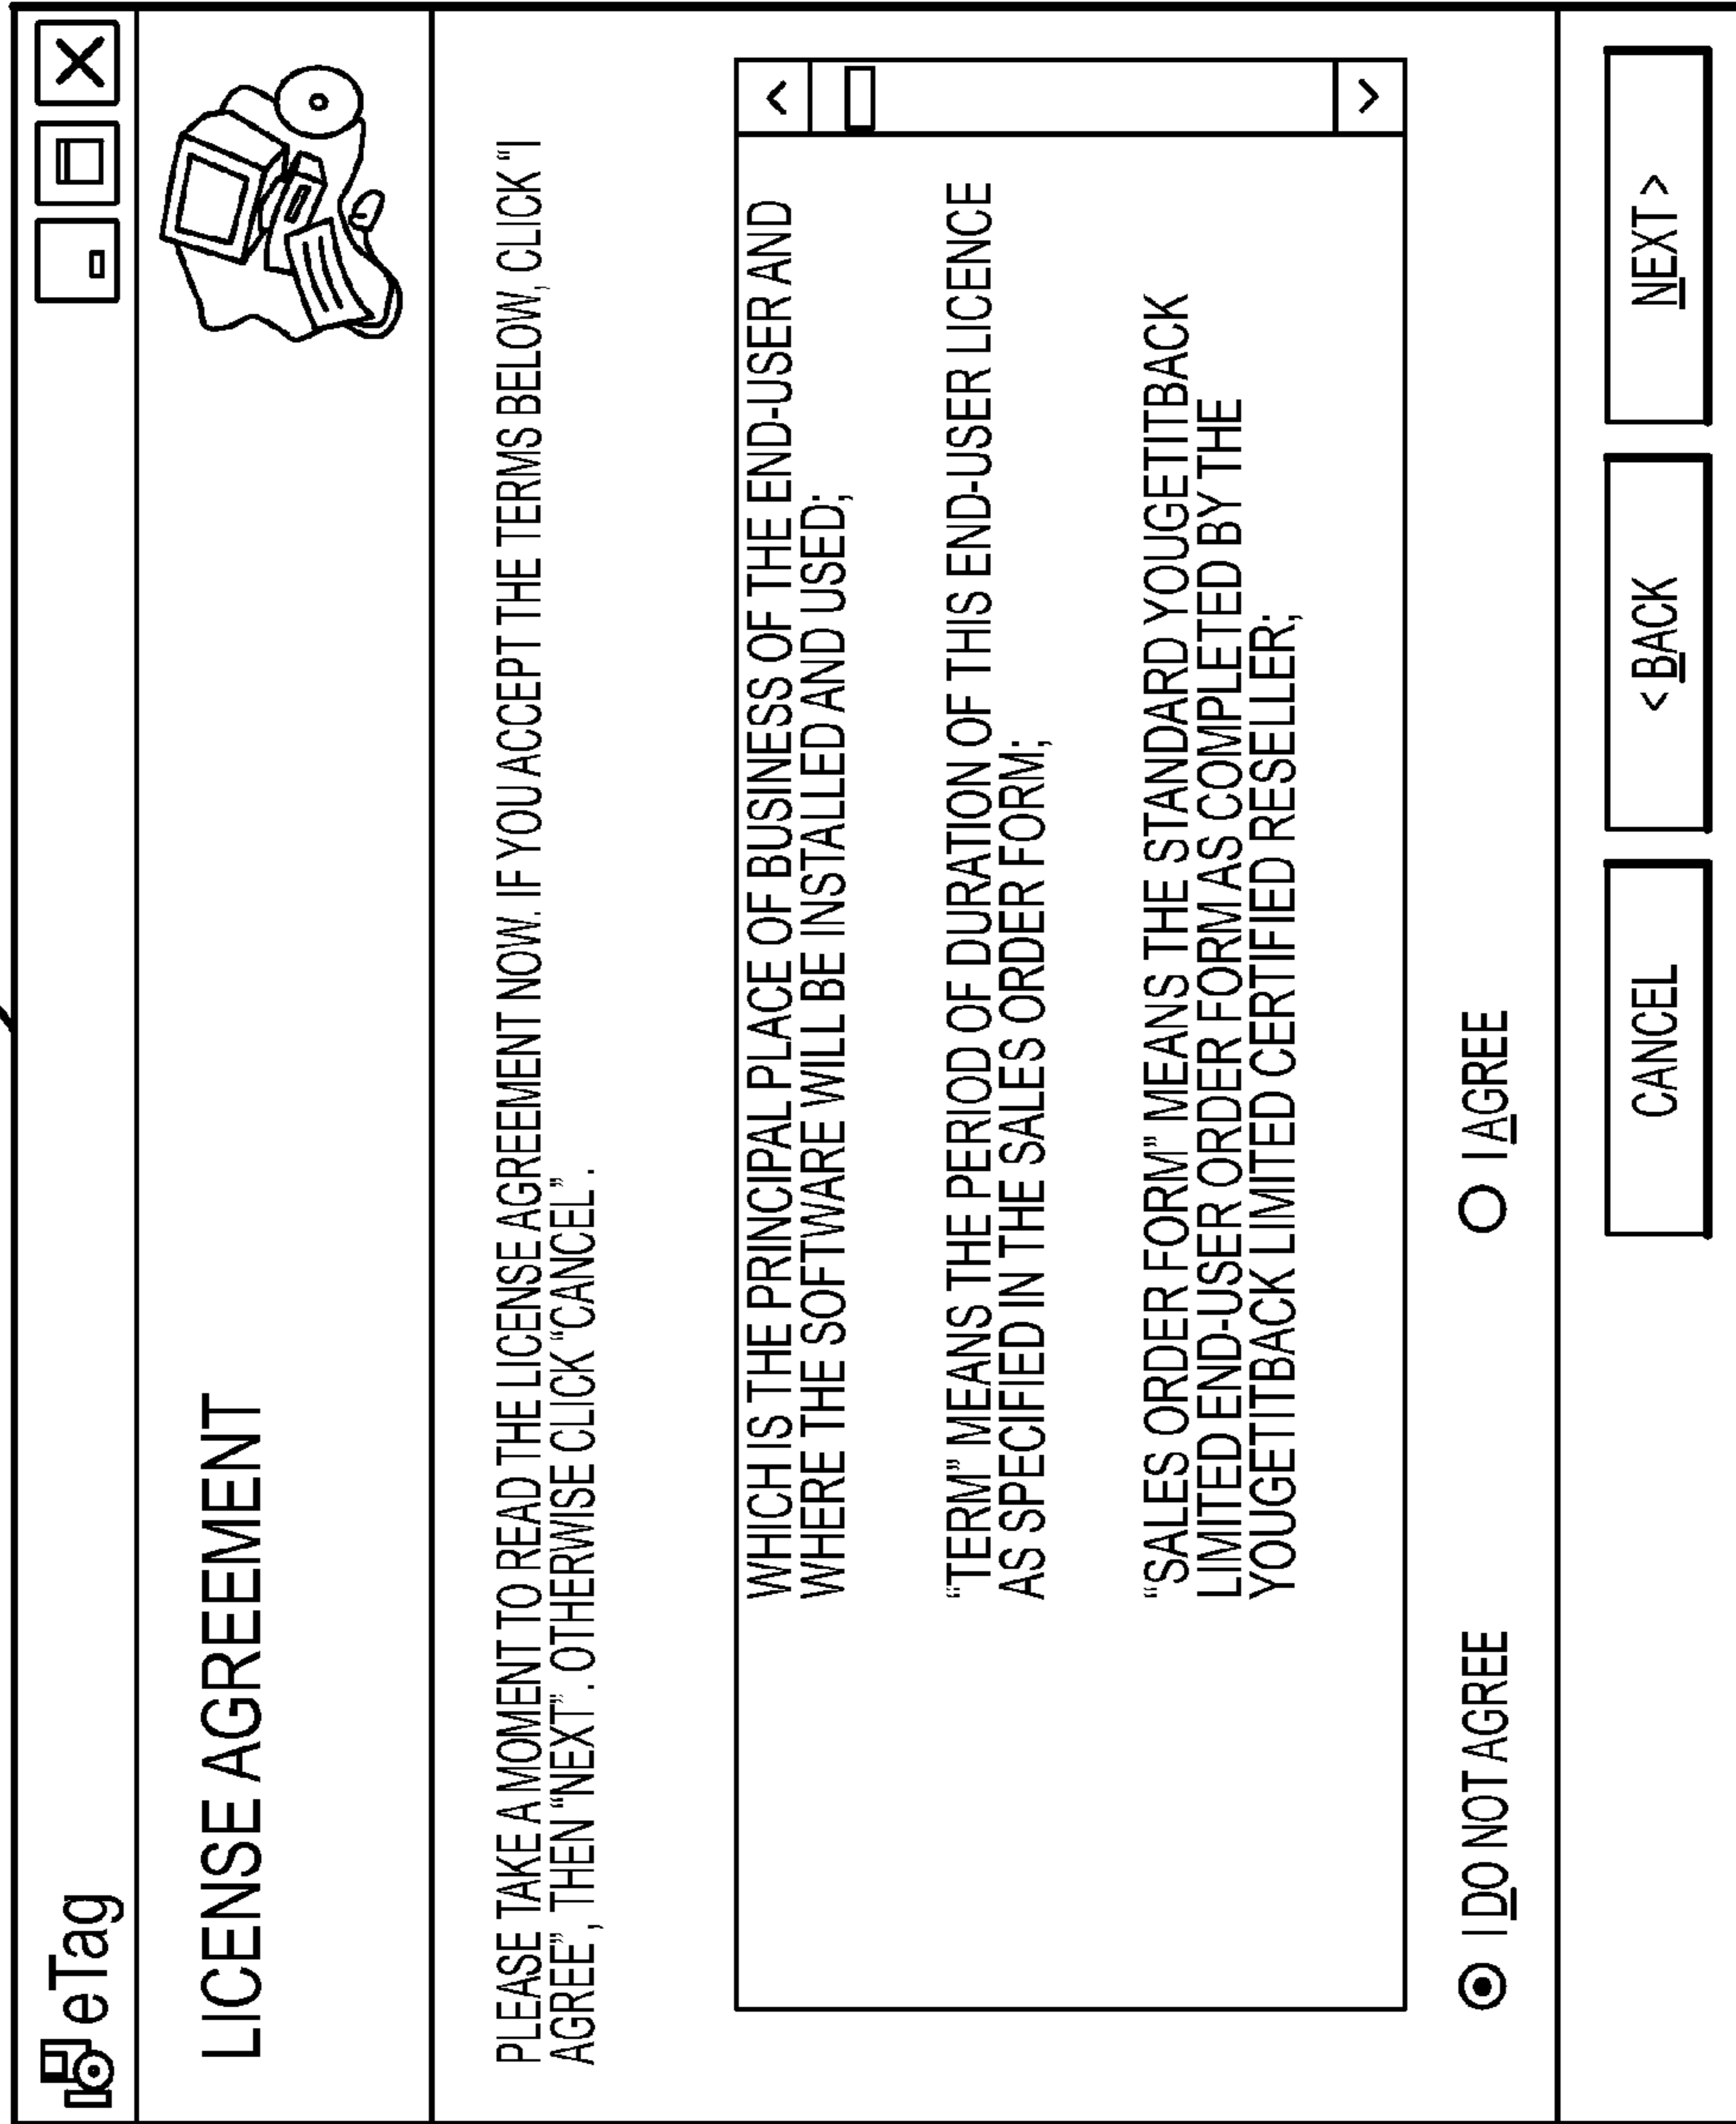 eTag
LICENSE AGREEMENT
PLEASE TAKE A MOMENT TO READ THE LICENSE AGREEMENT NOW. IF YOU ACCEPT THE TERMS BELOW, CLICK “I
AGREE”, THEN “NEXT”. OTHERWISE CLICK “CANCEL”.
WHICH IS THE PRINCIPAL PLACE OF BUSINESS OF THE END-USER AND
WHERE THE SOFTWARE WILL BE INSTALLED AND USED;
“TERM” MEANS THE PERIOD OF DURATION OF THIS END-USER LICENCE
AS SPECIFIED IN THE SALES ORDER FORM;
“SALES ORDER FORM” MEANS THE STANDARD YOUGETITBACK
LIMITED END-USER ORDER FORM AS COMPLETED BY THE
YOUGETITBACK LIMITED CERTIFIED RESELLER;
I DO NOT AGREE
I AGREE
CANCEL
< BACK
NEXT >